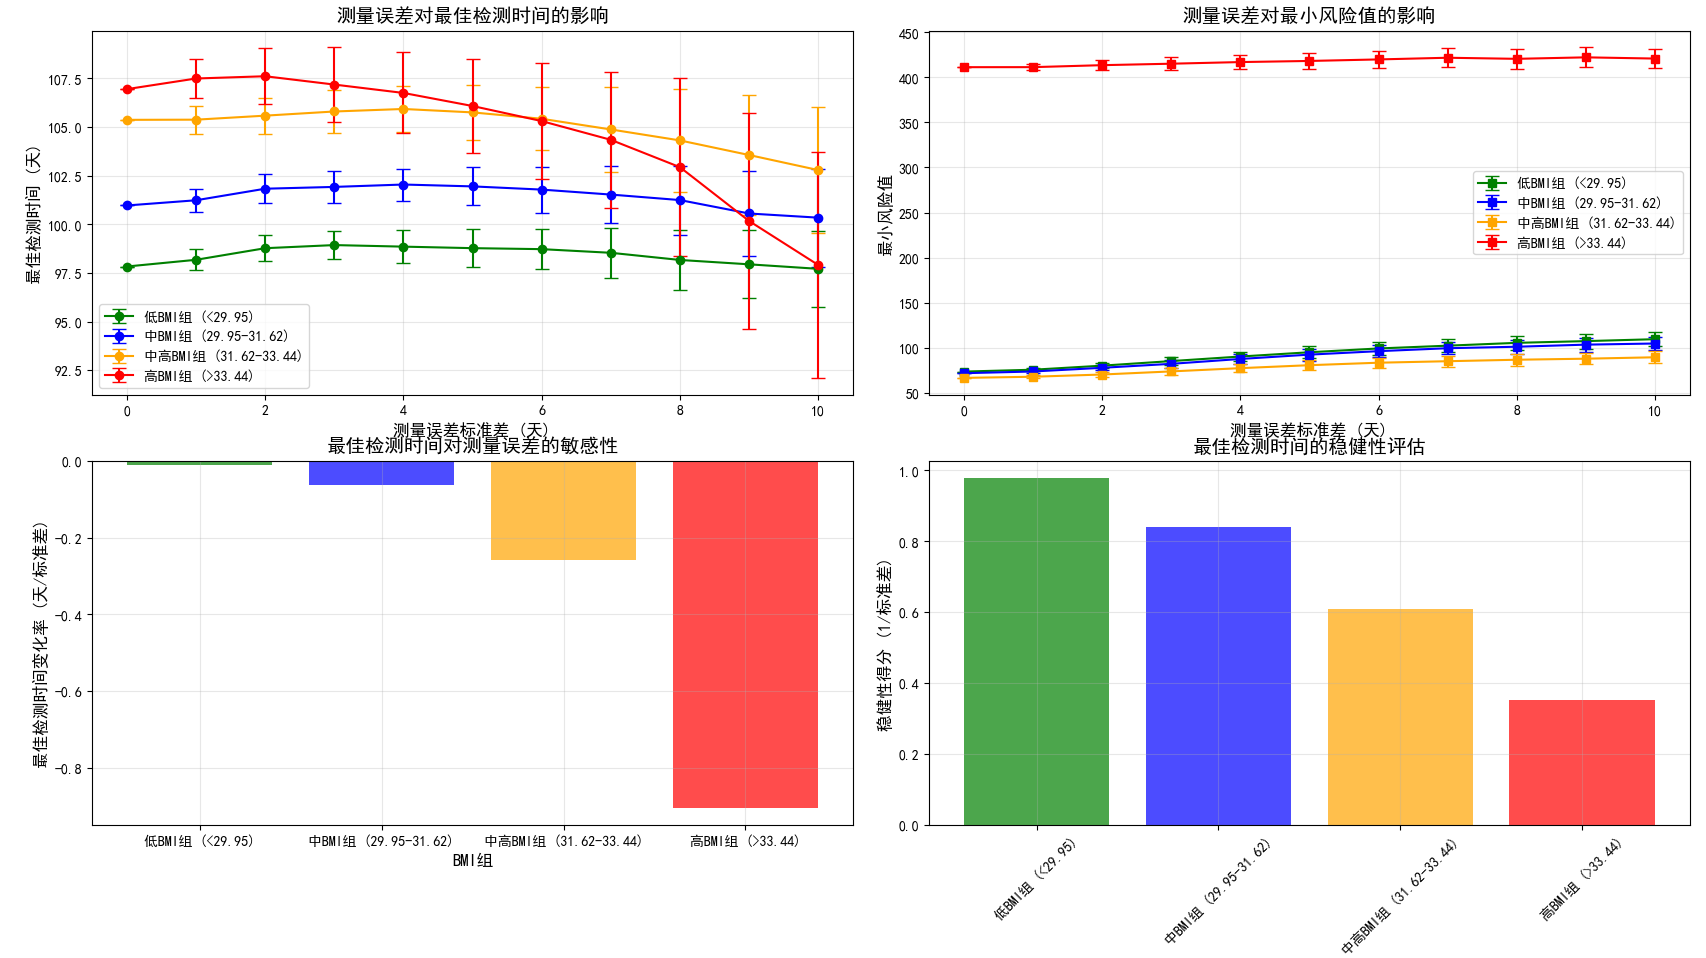 测量误差对最佳检测时间的影响
最佳检测时间 (天)
107.5
105.0
102.5
100.0
97.5
95.0
92.5
低BMI组 (<29.95)
中BMI组 (29.95-31.62)
中高BMI组 (31.62-33.44)
高BMI组 (>33.44)
0
2
4
6
8
10
测量误差标准差 (天)
测量误差对最小风险值的影响
最小风险值
450
400
350
300
250
200
150
100
50
低BMI组 (<29.95)
中BMI组 (29.95-31.62)
中高BMI组 (31.62-33.44)
高BMI组 (>33.44)
0
2
4
6
8
10
测量误差标准差 (天)
最佳检测时间对测量误差的敏感性
最佳检测时间变化率 (天/标准差)
0.0
-0.2
-0.4
-0.6
-0.8
低BMI组 (<29.95)
中BMI组 (29.95-31.62)
中高BMI组 (31.62-33.44)
高BMI组 (>33.44)
BMI组
最佳检测时间的稳健性评估
稳健性得分 (1/标准差)
1.0
0.8
0.6
0.4
0.2
0.0
低BMI组 (<29.95)
中BMI组 (29.95-31.62)
中高BMI组 (31.62-33.44)
高BMI组 (>33.44)